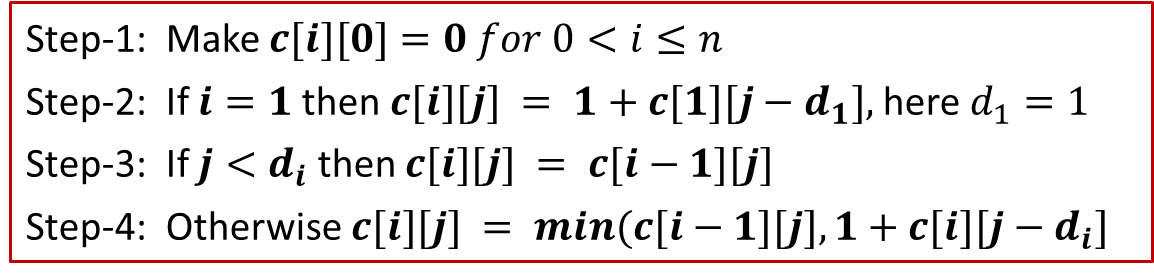 Step-1: Make c[i][0] = 0 for 0 < i ≤ n
Step-2: If i = 1 then c[i][j] = 1 + c[1][j − d₁], here d₁ = 1
Step-3: If j < dᵢ then c[i][j] = c[i − 1][j]
Step-4: Otherwise c[i][j] = min(c[i − 1][j], 1 + c[i][j − dᵢ]